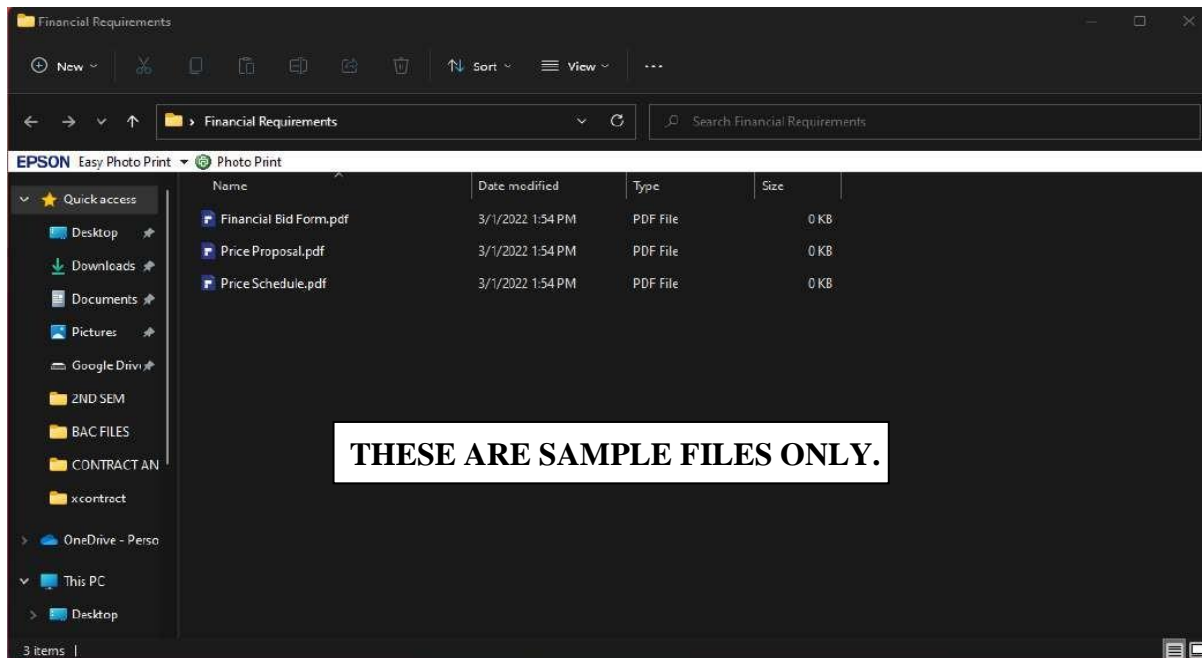 Financial Requirements
New Sort View ...
Financial Requirements Search Financial Requirements
EPSON Easy Photo Print Photo Print
Name Date modified Type Size
Quick access
Financial Bid Form.pdf 3/1/2022 1:54 PM PDF File 0 KB
Desktop
Price Proposal.pdf 3/1/2022 1:54 PM PDF File 0 KB
Downloads
Price Schedule.pdf 3/1/2022 1:54 PM PDF File 0 KB
Documents
Pictures
Google Driv
2ND SEM
BAC FILES
THESE ARE SAMPLE FILES ONLY.
CONTRACT AN
xcontract
OneDrive - Perso
This PC
Desktop
3 items